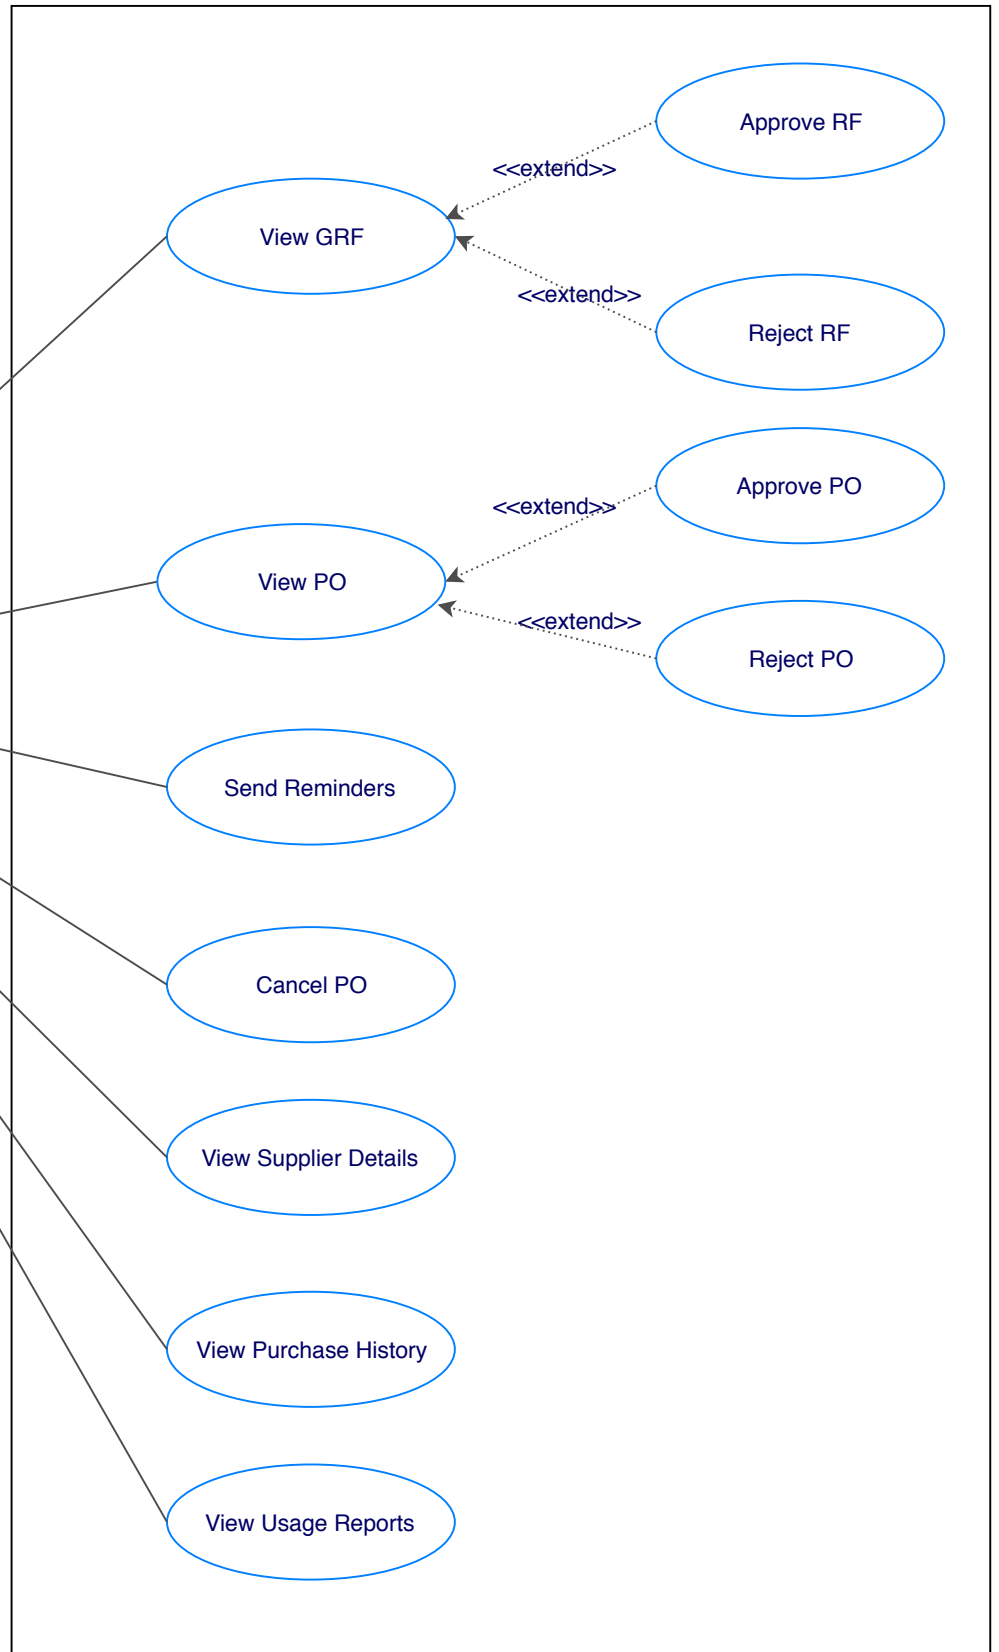 Approve RF
<<extend>>
View GRF
<<extend>>
Reject RF
Approve PO
<<extend>>
View PO
<<extend>>
Reject PO
Send Reminders
Cancel PO
View Supplier Details
View Purchase History
View Usage Reports